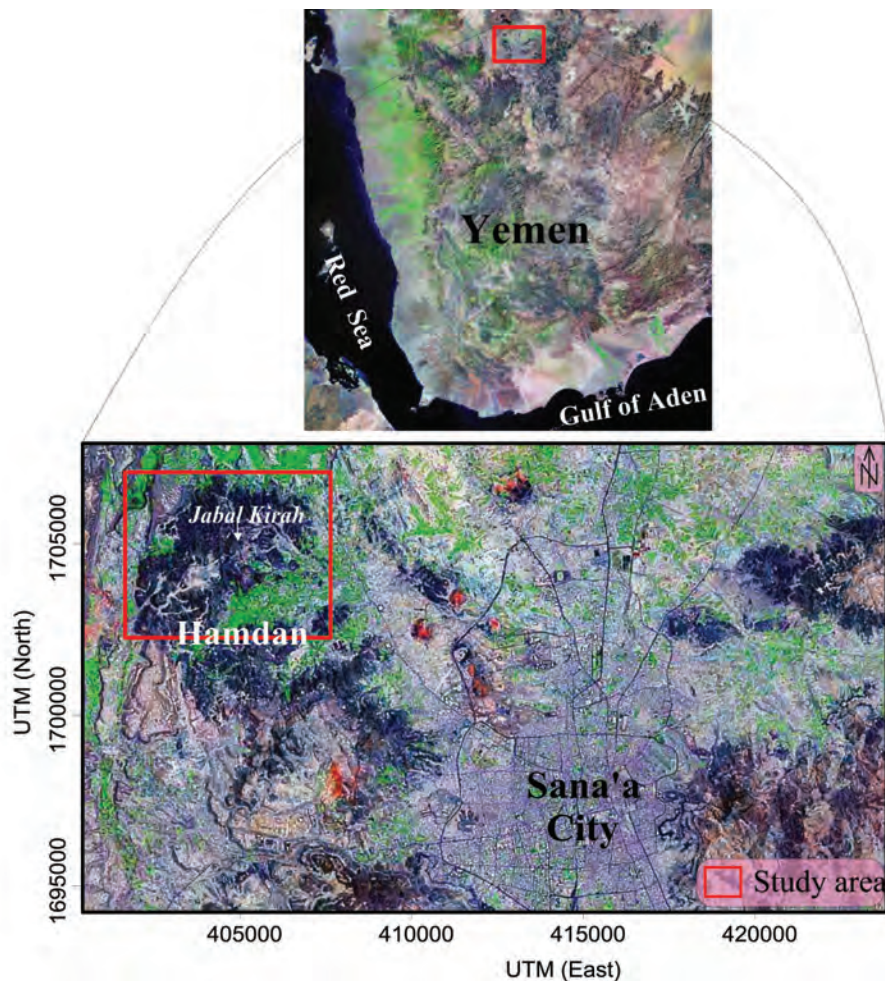 Yemen
Red Sea
Gulf of Aden
N
Jabal Kirah
Hamdan
Sana'a
City
Study area
UTM (North)
1705000
1700000
1695000
405000
410000
415000
420000
UTM (East)